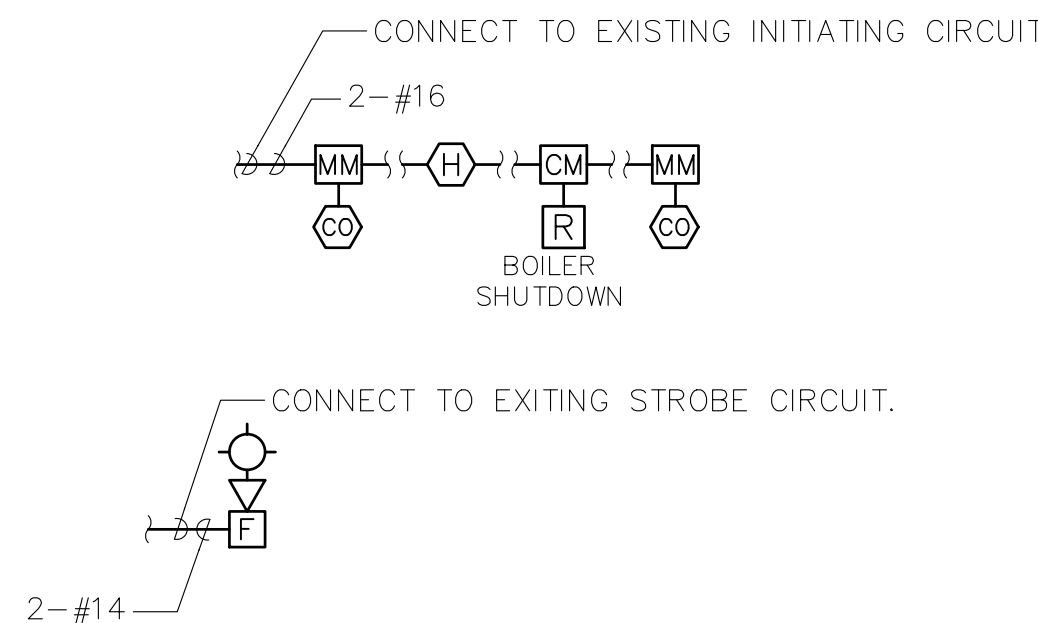 CONNECT TO EXISTING INITIATING CIRCUIT
2-#16
MM H CM MM
CO R CO
BOILER
SHUTDOWN
CONNECT TO EXITING STROBE CIRCUIT.
F
2-#14